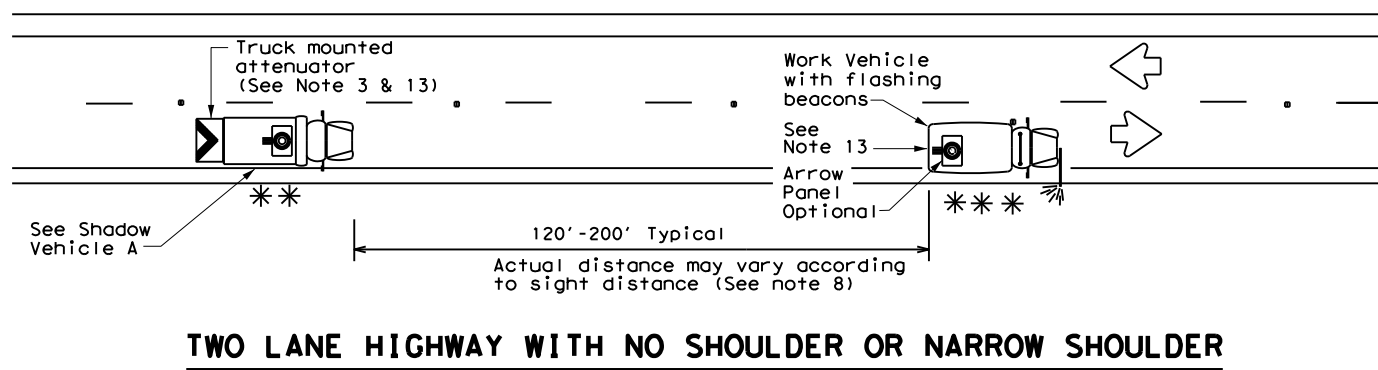 Truck mounted
attenuator
(See Note 3 & 13)
Work Vehicle
with flashing
beacons
See
Note 13
Arrow
Panel
Optional
See Shadow
Vehicle A
120'-200' Typical
Actual distance may vary according
to sight distance (See note 8)
TWO LANE HIGHWAY WITH NO SHOULDER OR NARROW SHOULDER